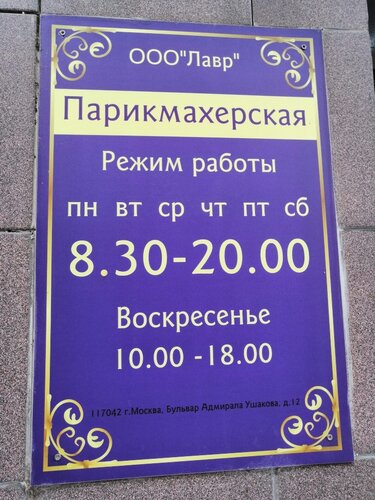 ООО"Лавр"
Парикмахерская
Режим работы
пн вт ср чт пт сб
8.30-20.00
Воскресенье
10.00 -18.00
117042 г.Москва, Бульвар Адмирала Ушакова, д.12